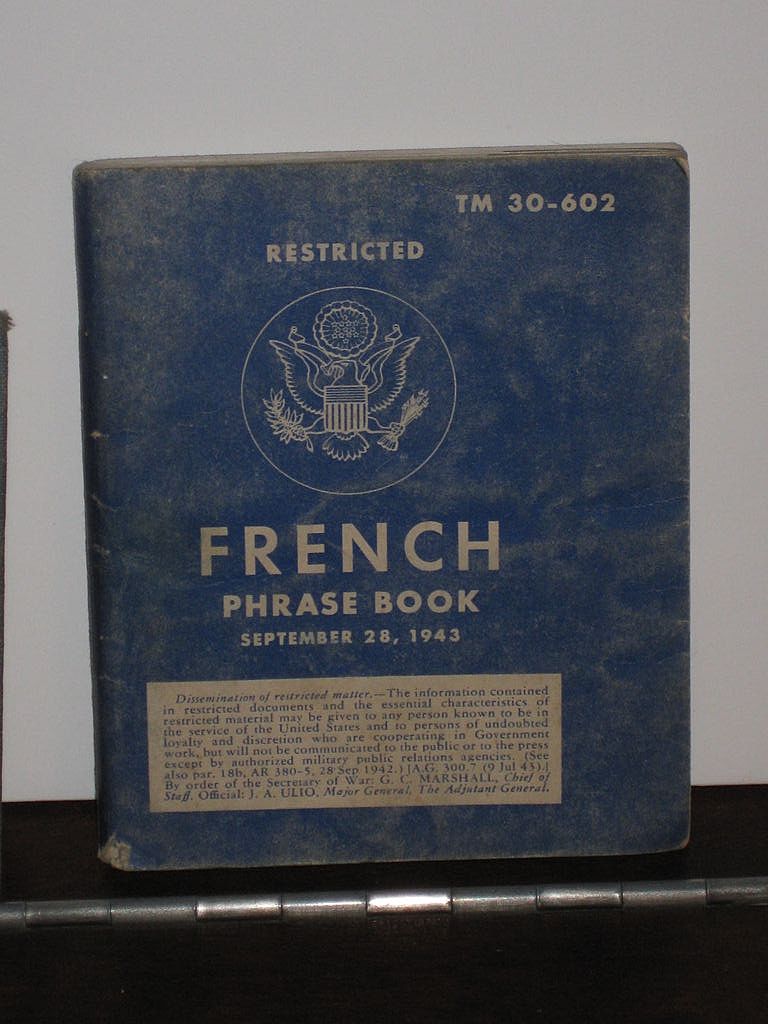 TM 30-602
RESTRICTED
FRENCH
PHRASE BOOK
SEPTEMBER 28, 1943
Dissemination of restricted matter.—The information contained
in restricted documents and the essential characteristics of
restricted material may be given to any person known to be in
the service of the United States and to persons of undoubted
loyalty and discretion who are cooperating in Government
work, but will not be communicated to the public or to the press
except by authorized military public relations agencies. (See
also par. 18b, AR 380-5, 28 Sep 1942.) [A.G. 300.7 (9 Jul 43).]
By order of the Secretary of War: G. C. MARSHALL, Chief of
Staff. Official: J. A. ULIO, Major General, The Adjutant General.